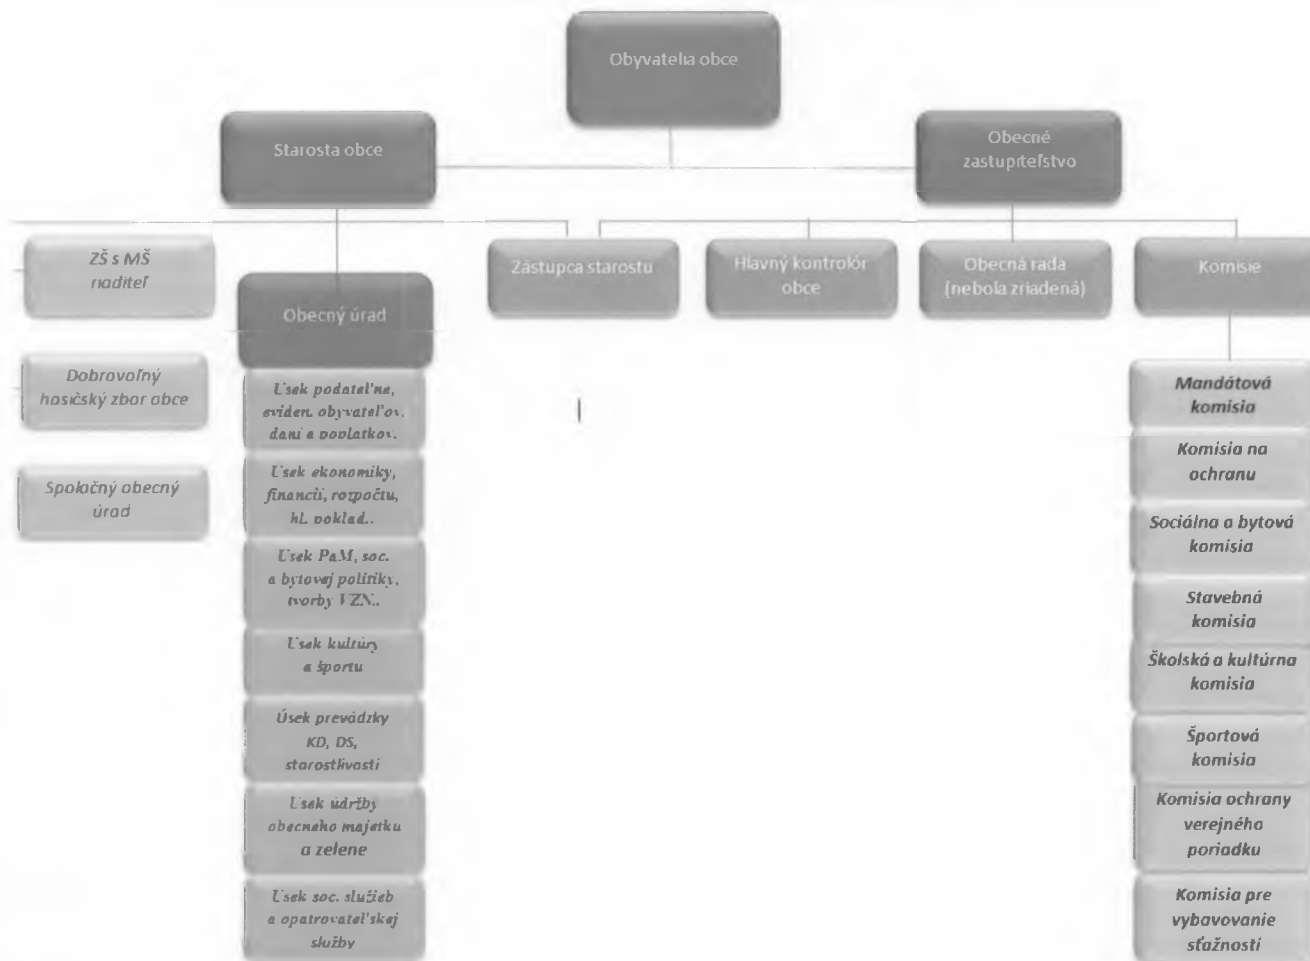 Obyvatelia obce
Starosta obce
Obecné
zastupiteľstvo
ZŠ s MŠ
riaditeľ
Dobrovoľný
hasičský zbor obce
Spoločný obecný
úrad
Obecný úrad
Úsek podateľne,
eviden. obyvateľov,
daní a poplatkov.
Úsek ekonomiky,
financií, rozpočtu,
hl. poklad..
Úsek PaM, soc.
a bytovej politiky,
tvorby VZN..
Úsek kultúry
a športu
Úsek prevádzky
KD, DS,
starostlivosti
Úsek údržby
obecneho majetku
a zelene
Úsek soc. služieb
a opatrovateľskej
služby
Zástupca starostu
Hlavný kontrolór
obce
Obecná rada
(nebola zriadená)
Komisie
Mandátová
komisia
Komisia na
ochranu
Sociálna a bytová
komisia
Stavebná
komisia
Školská a kultúrna
komisia
Športová
komisia
Komisia ochrany
verejného
poriadku
Komisia pre
vybavovanie
sťažností